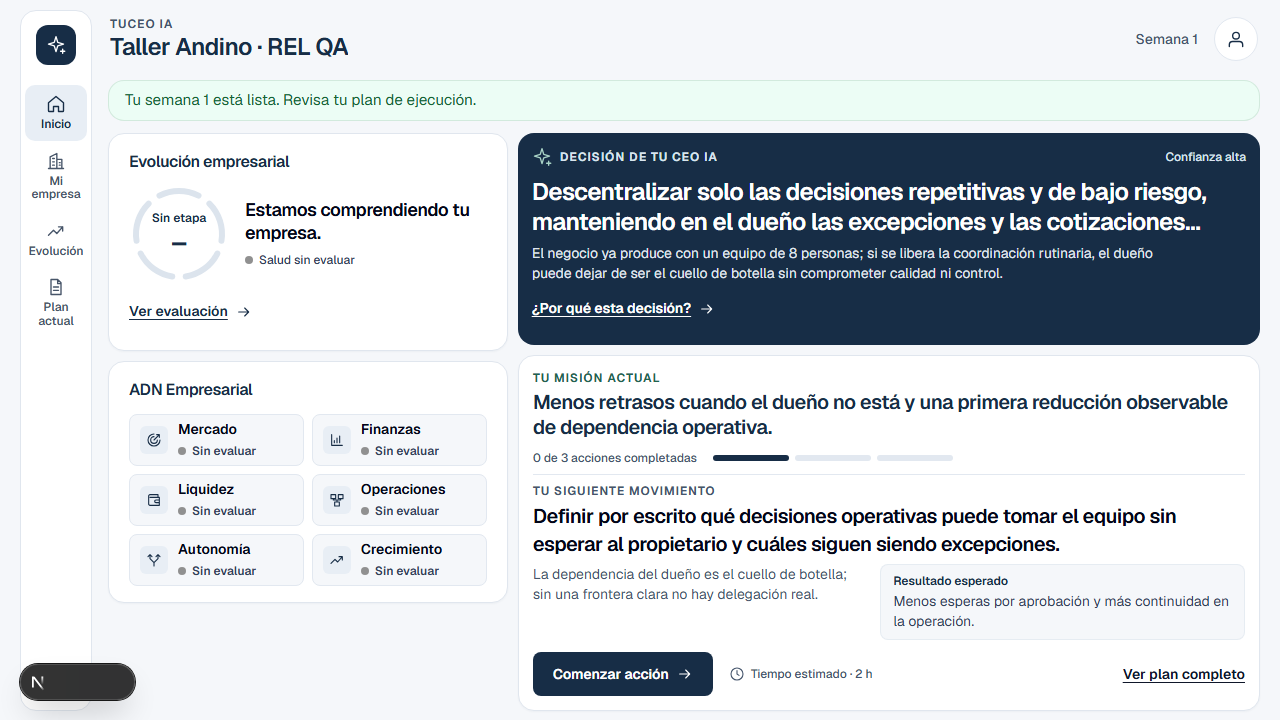 TUCEO IA
Taller Andino · REL QA
Semana 1
Inicio
Mi
empresa
Evolución
Plan
actual
Tu semana 1 está lista. Revisa tu plan de ejecución.
Evolución empresarial
Sin etapa
–
Estamos comprendiendo tu
empresa.
Salud sin evaluar
Ver evaluación →
ADN Empresarial
Mercado
Sin evaluar
Finanzas
Sin evaluar
Liquidez
Sin evaluar
Operaciones
Sin evaluar
Autonomía
Sin evaluar
Crecimiento
Sin evaluar
DECISIÓN DE TU CEO IA
Confianza alta
Descentralizar solo las decisiones repetitivas y de bajo riesgo,
manteniendo en el dueño las excepciones y las cotizaciones...
El negocio ya produce con un equipo de 8 personas; si se libera la coordinación rutinaria, el dueño
puede dejar de ser el cuello de botella sin comprometer calidad ni control.
¿Por qué esta decisión? →
TU MISIÓN ACTUAL
Menos retrasos cuando el dueño no está y una primera reducción observable
de dependencia operativa.
0 de 3 acciones completadas
TU SIGUIENTE MOVIMIENTO
Definir por escrito qué decisiones operativas puede tomar el equipo sin
esperar al propietario y cuáles siguen siendo excepciones.
La dependencia del dueño es el cuello de botella;
sin una frontera clara no hay delegación real.
Resultado esperado
Menos esperas por aprobación y más continuidad en
la operación.
Comenzar acción →
Tiempo estimado · 2 h
Ver plan completo
N